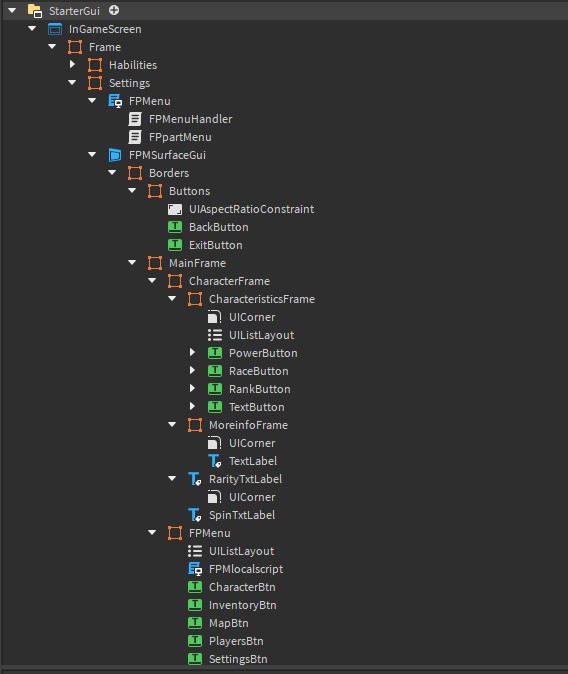 StarterGui
InGameScreen
Frame
Habilities
Settings
FPMenu
FPMenuHandler
FPpartMenu
FPMSurfaceGui
Borders
Buttons
UIAspectRatioConstraint
BackButton
ExitButton
MainFrame
CharacterFrame
CharacteristicsFrame
UICorner
UIListLayout
PowerButton
RaceButton
RankButton
TextButton
MoreinfoFrame
UICorner
TextLabel
RarityTxtLabel
UICorner
SpinTxtLabel
FPMenu
UIListLayout
FPMlocalscript
CharacterBtn
InventoryBtn
MapBtn
PlayersBtn
SettingsBtn